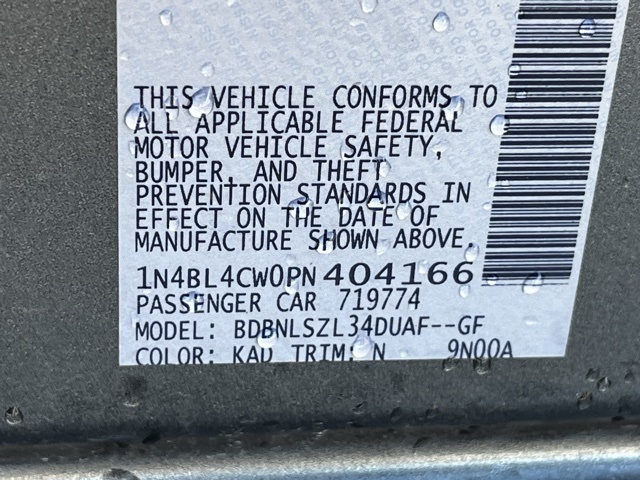 THIS VEHICLE CONFORMS TO
ALL APPLICABLE FEDERAL
MOTOR VEHICLE SAFETY,
BUMPER, AND THEFT
PREVENTION STANDARDS IN
EFFECT ON THE DATE OF
MANUFACTURE SHOWN ABOVE.
1N4BL4CW0PN404166
PASSENGER CAR 719774
MODEL: BDBNLSZL34DUAF--GF
COLOR: KAD TRIM: N 9N00A